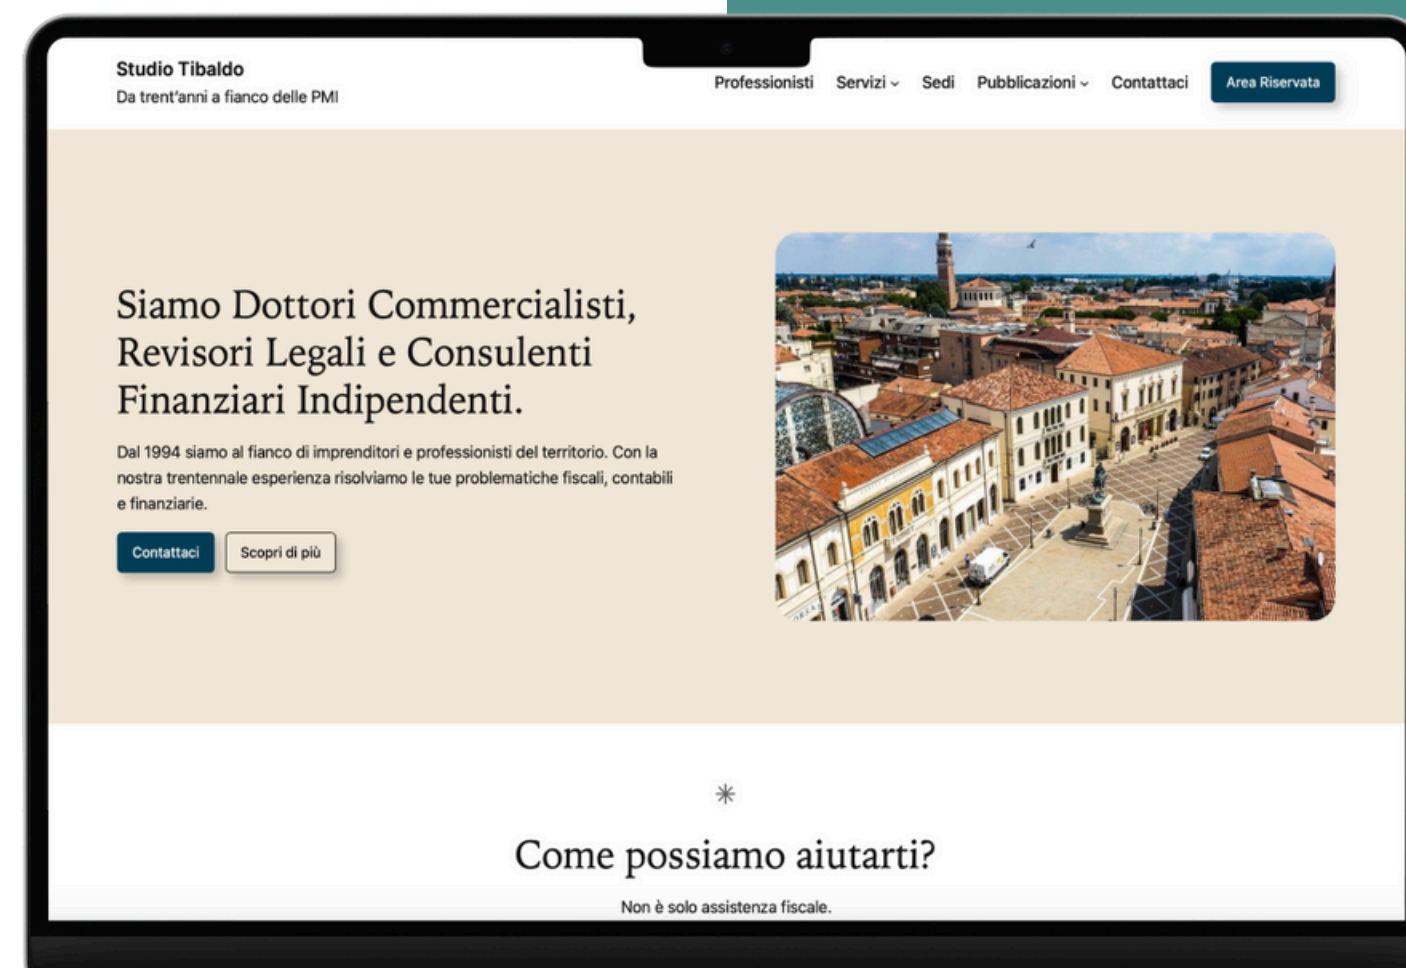 Studio Tibaldo
Da trent'anni a fianco delle PMI
Professionisti Servizi Sedi Pubblicazioni Contattaci Area Riservata
Siamo Dottori Commercialisti,
Revisori Legali e Consulenti
Finanziari Indipendenti.
Dal 1994 siamo al fianco di imprenditori e professionisti del territorio. Con la
nostra trentennale esperienza risolviamo le tue problematiche fiscali, contabili
e finanziarie.
Contattaci Scopri di più
Come possiamo aiutarti?
Non è solo assistenza fiscale.